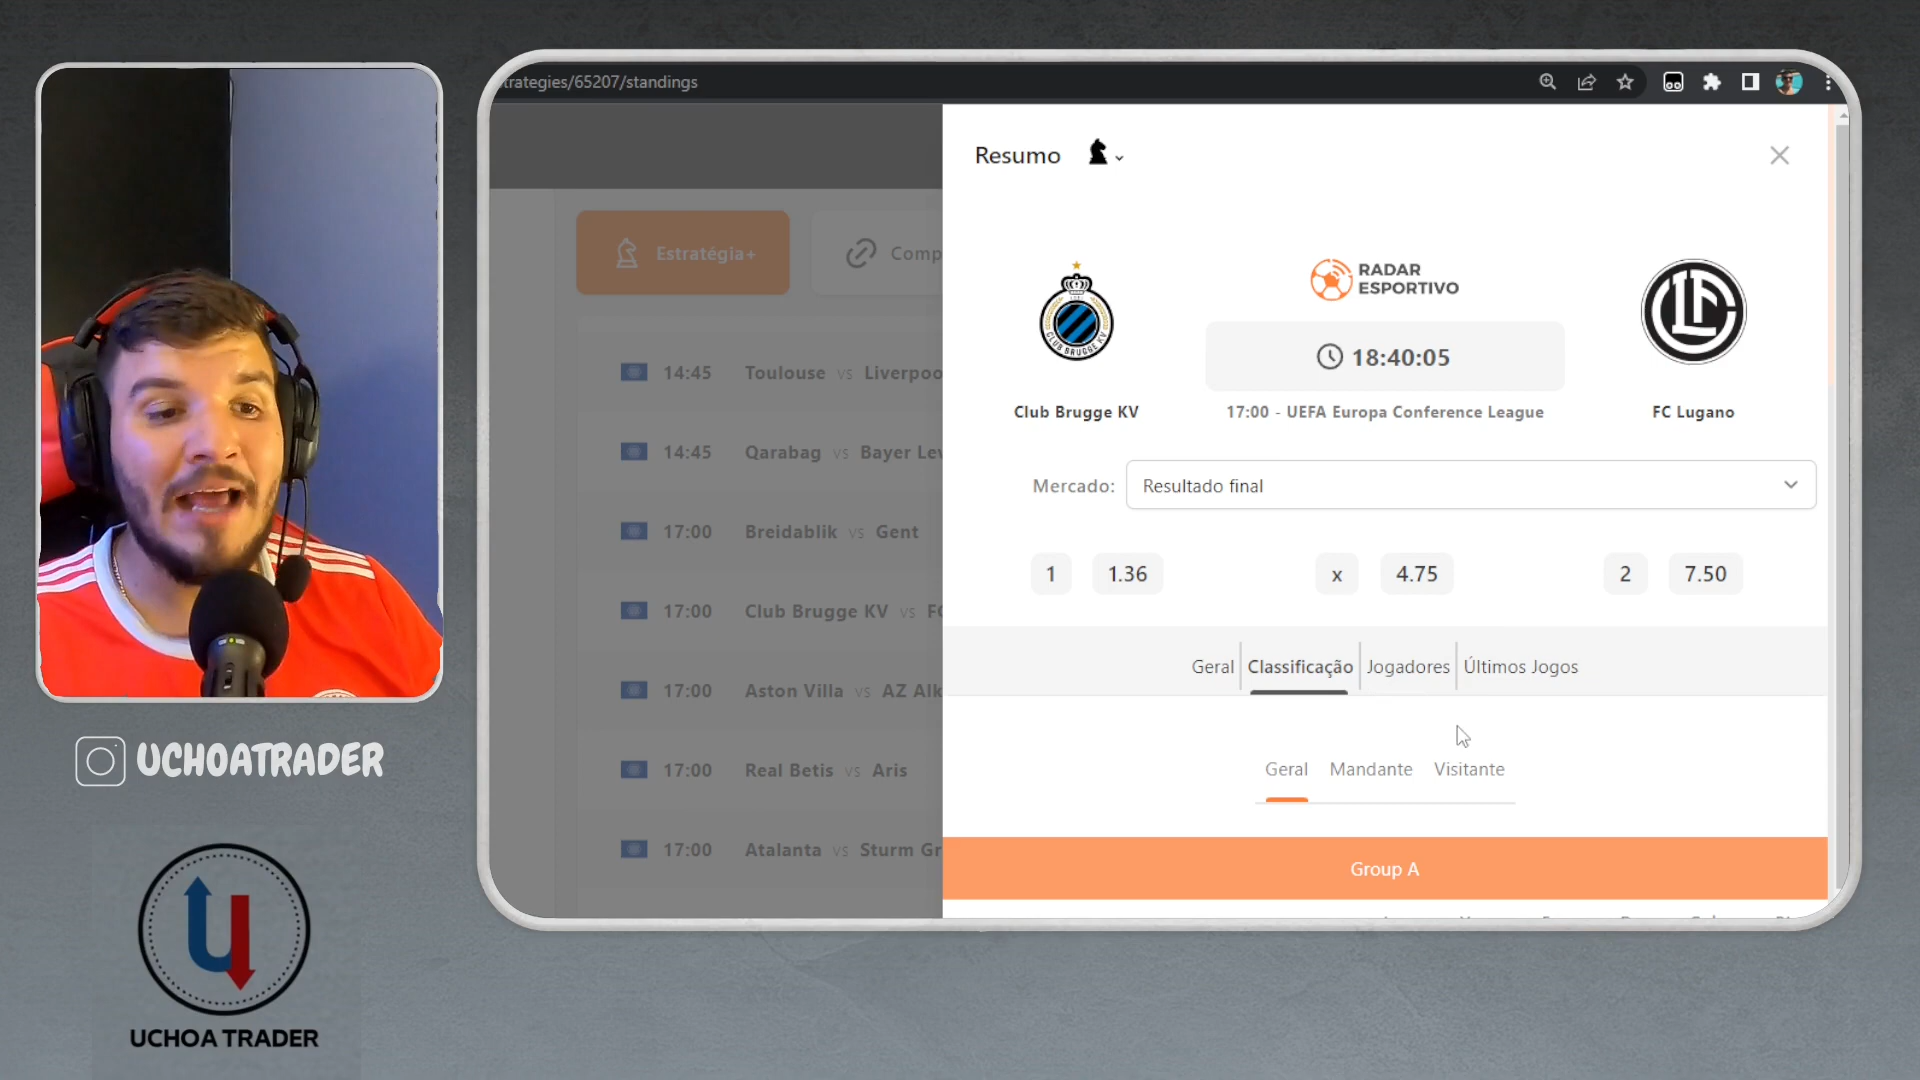 trategies/65207/standings
Resumo
Estratégia+
Comp
14:45 Toulouse vs Liverpoo
14:45 Qarabag vs Bayer Lev
17:00 Breidablik vs Gent
17:00 Club Brugge KV vs FC
17:00 Aston Villa vs AZ Alk
17:00 Real Betis vs Aris
17:00 Atalanta vs Sturm Gr
RADAR
ESPORTIVO
18:40:05
CLUB BRUGGE KV
Club Brugge KV
17:00 - UEFA Europa Conference League
FC Lugano
Mercado: Resultado final
1 1.36 x 4.75 2 7.50
Geral Classificação Jogadores Últimos Jogos
Geral Mandante Visitante
Group A
UCHOATRADER
UCHOA TRADER